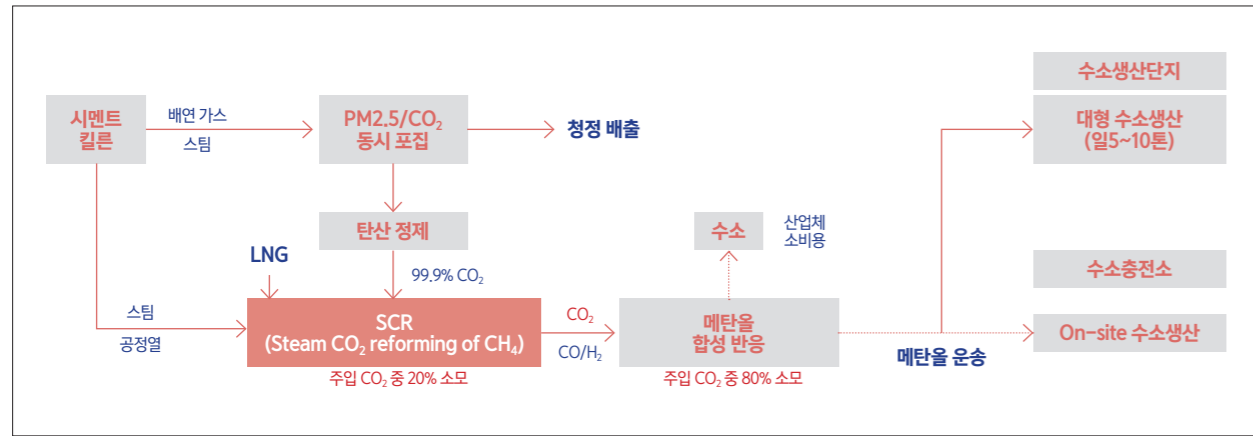 시멘트
킬른
배연 가스
스팀
PM2.5/CO₂
동시 포집
청정 배출
수소생산단지
대형 수소생산
(일5~10톤)
탄산 정제
99.9% CO₂
LNG
스팀
공정열
SCR
(Steam CO₂ reforming of CH₄)
주입 CO₂ 중 20% 소모
CO₂
CO/H₂
수소
산업체
소비용
메탄올
합성 반응
주입 CO₂ 중 80% 소모
메탄올 운송
수소충전소
On-site 수소생산